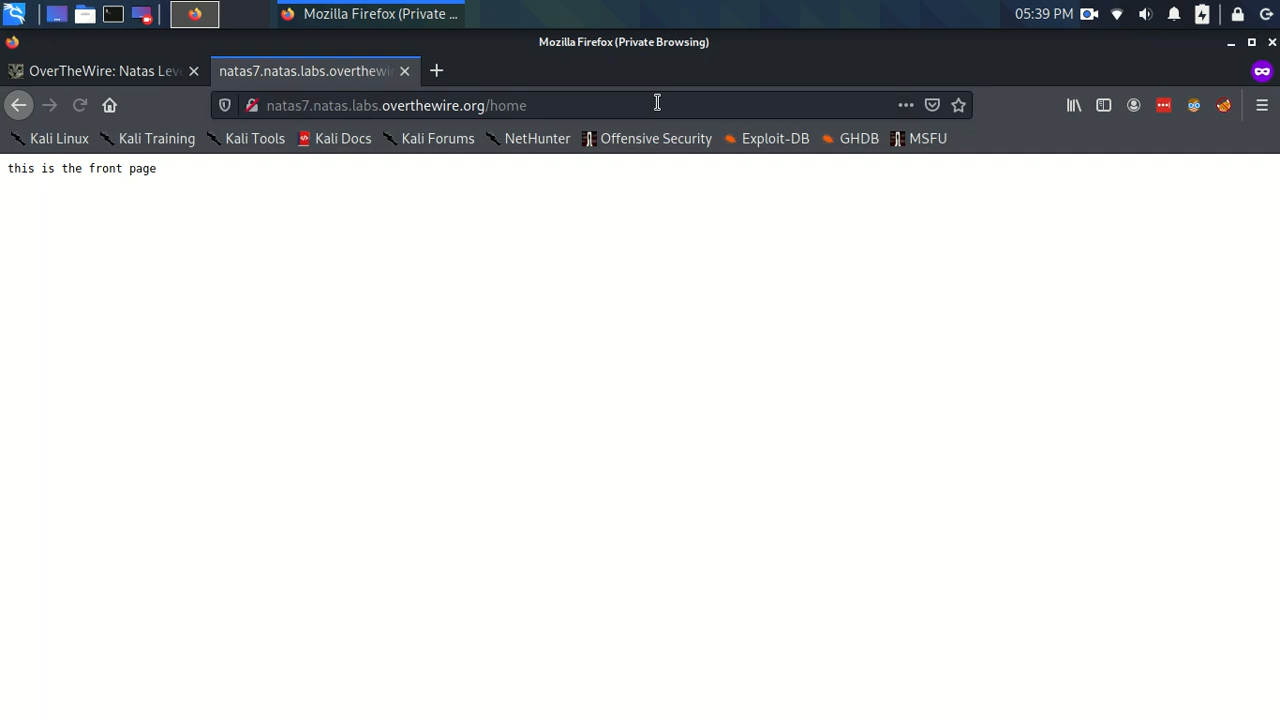 Mozilla Firefox (Private ...
05:39 PM
Mozilla Firefox (Private Browsing)
OverTheWire: Natas Lev
natas7.natas.labs.overthewi
natas7.natas.labs.overthewire.org/home
Kali Linux
Kali Training
Kali Tools
Kali Docs
Kali Forums
NetHunter
Offensive Security
Exploit-DB
GHDB
MSFU
this is the front page